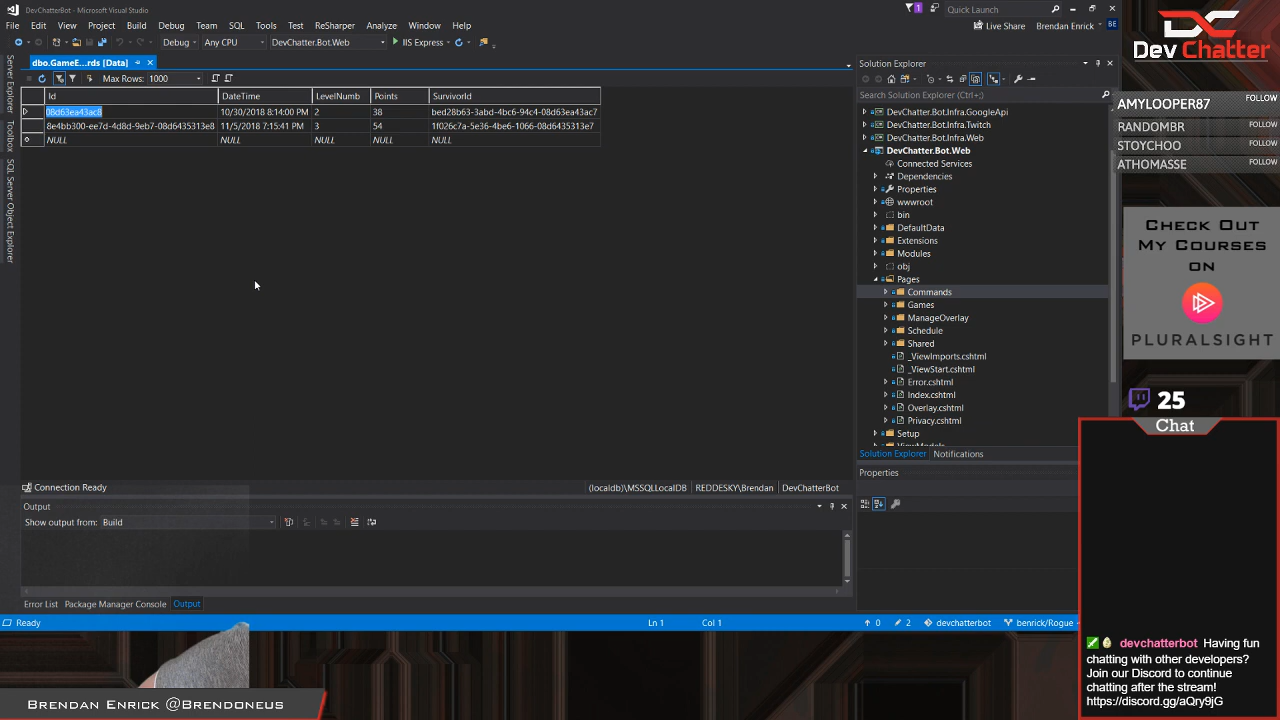 DevChatterBot - Microsoft Visual Studio
1
Quick Launch
File Edit View Project Build Debug Team SQL Tools Test ReSharper Analyze Window Help
Live Share
Brendan Enrick
BE
Debug Any CPU DevChatter.Bot.Web IIS Express
Server Explorer
Toolbox
SQL Server Object Explorer
dbo.GameE...rds [Data]
Max Rows: 1000
Id DateTime LevelNumb Points SurvivorId
08d63ea43ac8 10/30/2018 8:14:00 PM 2 38 bed28b63-3abd-4bc6-94c4-08d63ea43ac7
8e4bb300-ee7d-4d8d-9eb7-08d6435313e8 11/5/2018 7:15:41 PM 3 54 1f026c7a-5e36-4be6-1066-08d6435313e7
NULL NULL NULL NULL NULL
Connection Ready
(localdb)\MSSQLLocalDB REDDESKY\Brendan DevChatterBot
Output
Show output from: Build
Error List Package Manager Console Output
Ready
Ln 1 Col 1
0 2 devchatterbot benrick/Rogue
Solution Explorer
Search Solution Explorer (Ctrl+;)
DevChatter.Bot.Infra.GoogleApi
DevChatter.Bot.Infra.Twitch
DevChatter.Bot.Infra.Web
DevChatter.Bot.Web
Connected Services
Dependencies
Properties
wwwroot
bin
DefaultData
Extensions
Modules
obj
Pages
Commands
Games
ManageOverlay
Schedule
Shared
_ViewImports.cshtml
_ViewStart.cshtml
Error.cshtml
Index.cshtml
Overlay.cshtml
Privacy.cshtml
Setup
ViewModels
Solution Explorer Notifications
Properties
DC
Dev Chatter
AMYLOOPER87 FOLLOW
RANDOMBR FOLLOW
STOYCHOO FOLLOW
ATHOMASSE FOLLOW
Check Out
My Courses
on
PLURALSIGHT
25
Chat
devchatterbot Having fun
chatting with other developers?
Join our Discord to continue
chatting after the stream!
https://discord.gg/aQry9jG
Brendan Enrick @Brendoneus